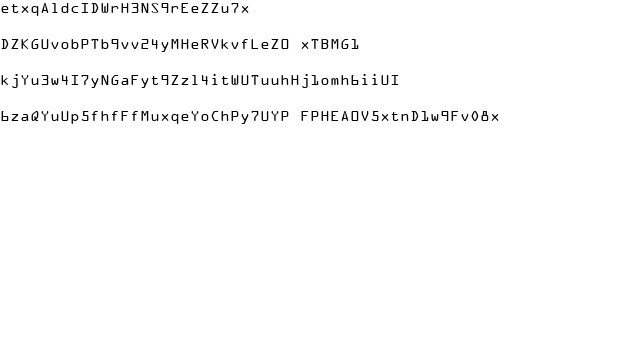 etxqAldcIDWrH3NS9rEeZZu7x
DZKGUvobPTb9vv24yMHeRVkvfLeZO xTBMG1
kjYu3w4I7yNGaFyt9Zzl4itWUTuuhHj1omh6iiUI
6zaQYuUp5fhfFfMuxqeYoChPy7UYP FPHEAOV5xtnD1w9Fv08x